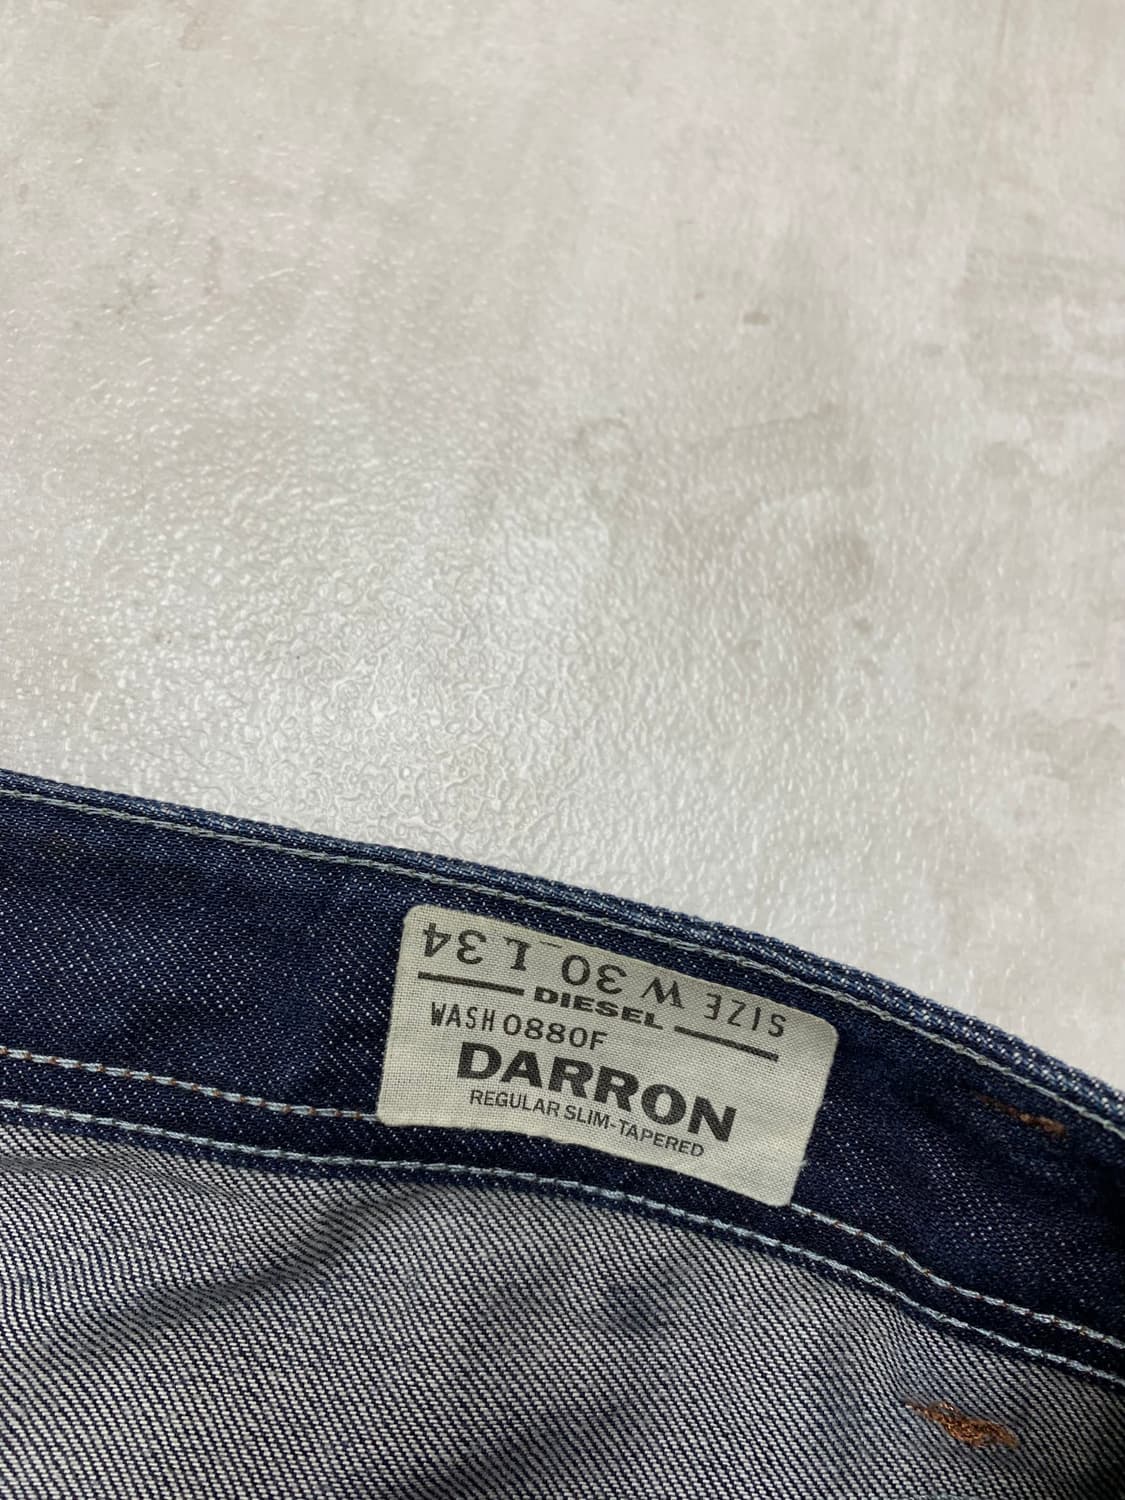 SIZE W 30 L 34
DIESEL
WASH 0880F
DARRON
REGULAR SLIM-TAPERED